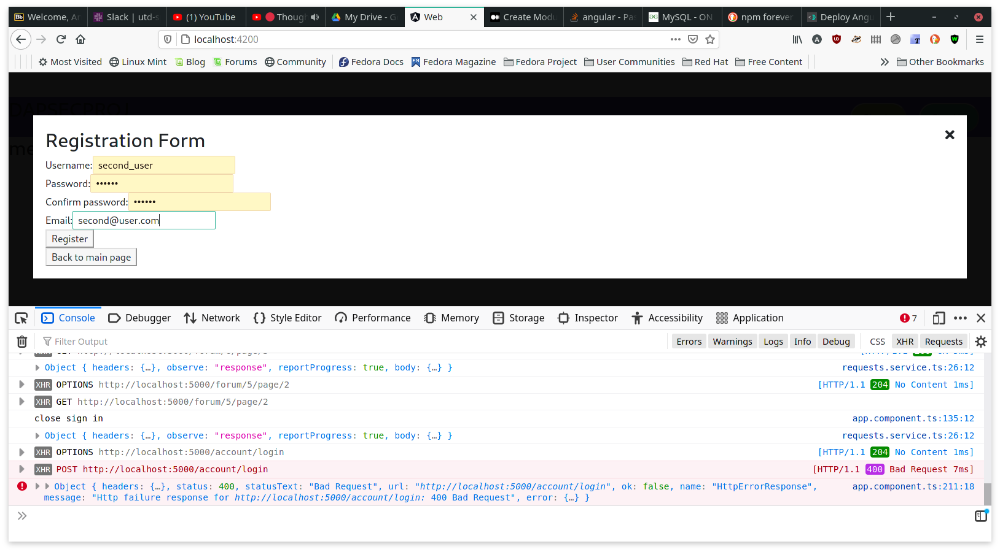 Welcome, Ar
Slack | utd-s
(1) YouTube
Though
My Drive - Go
Web
Create Modu
angular - Pas
MySQL - ON
npm forever
Deploy Angu
localhost:4200
Most Visited
Linux Mint
Blog
Forums
Community
Fedora Docs
Fedora Magazine
Fedora Project
User Communities
Red Hat
Free Content
Other Bookmarks
Registration Form
Username: second_user
Password: ••••••
Confirm password: ••••••
Email: second@user.com
Register
Back to main page
Console Debugger Network Style Editor Performance Memory Storage Inspector Accessibility Application 7
Filter Output Errors Warnings Logs Info Debug CSS XHR Requests
Object { headers: {…}, observe: "response", reportProgress: true, body: {…} } requests.service.ts:26:12
XHR OPTIONS http://localhost:5000/forum/5/page/2 [HTTP/1.1 204 No Content 1ms]
XHR GET http://localhost:5000/forum/5/page/2
close sign in app.component.ts:135:12
Object { headers: {…}, observe: "response", reportProgress: true, body: {…} } requests.service.ts:26:12
XHR OPTIONS http://localhost:5000/account/login [HTTP/1.1 204 No Content 1ms]
XHR POST http://localhost:5000/account/login [HTTP/1.1 400 Bad Request 7ms]
Object { headers: {…}, status: 400, statusText: "Bad Request", url: "http://localhost:5000/account/login", ok: false, name: "HttpErrorResponse", app.component.ts:211:18
message: "Http failure response for http://localhost:5000/account/login: 400 Bad Request", error: {…} }